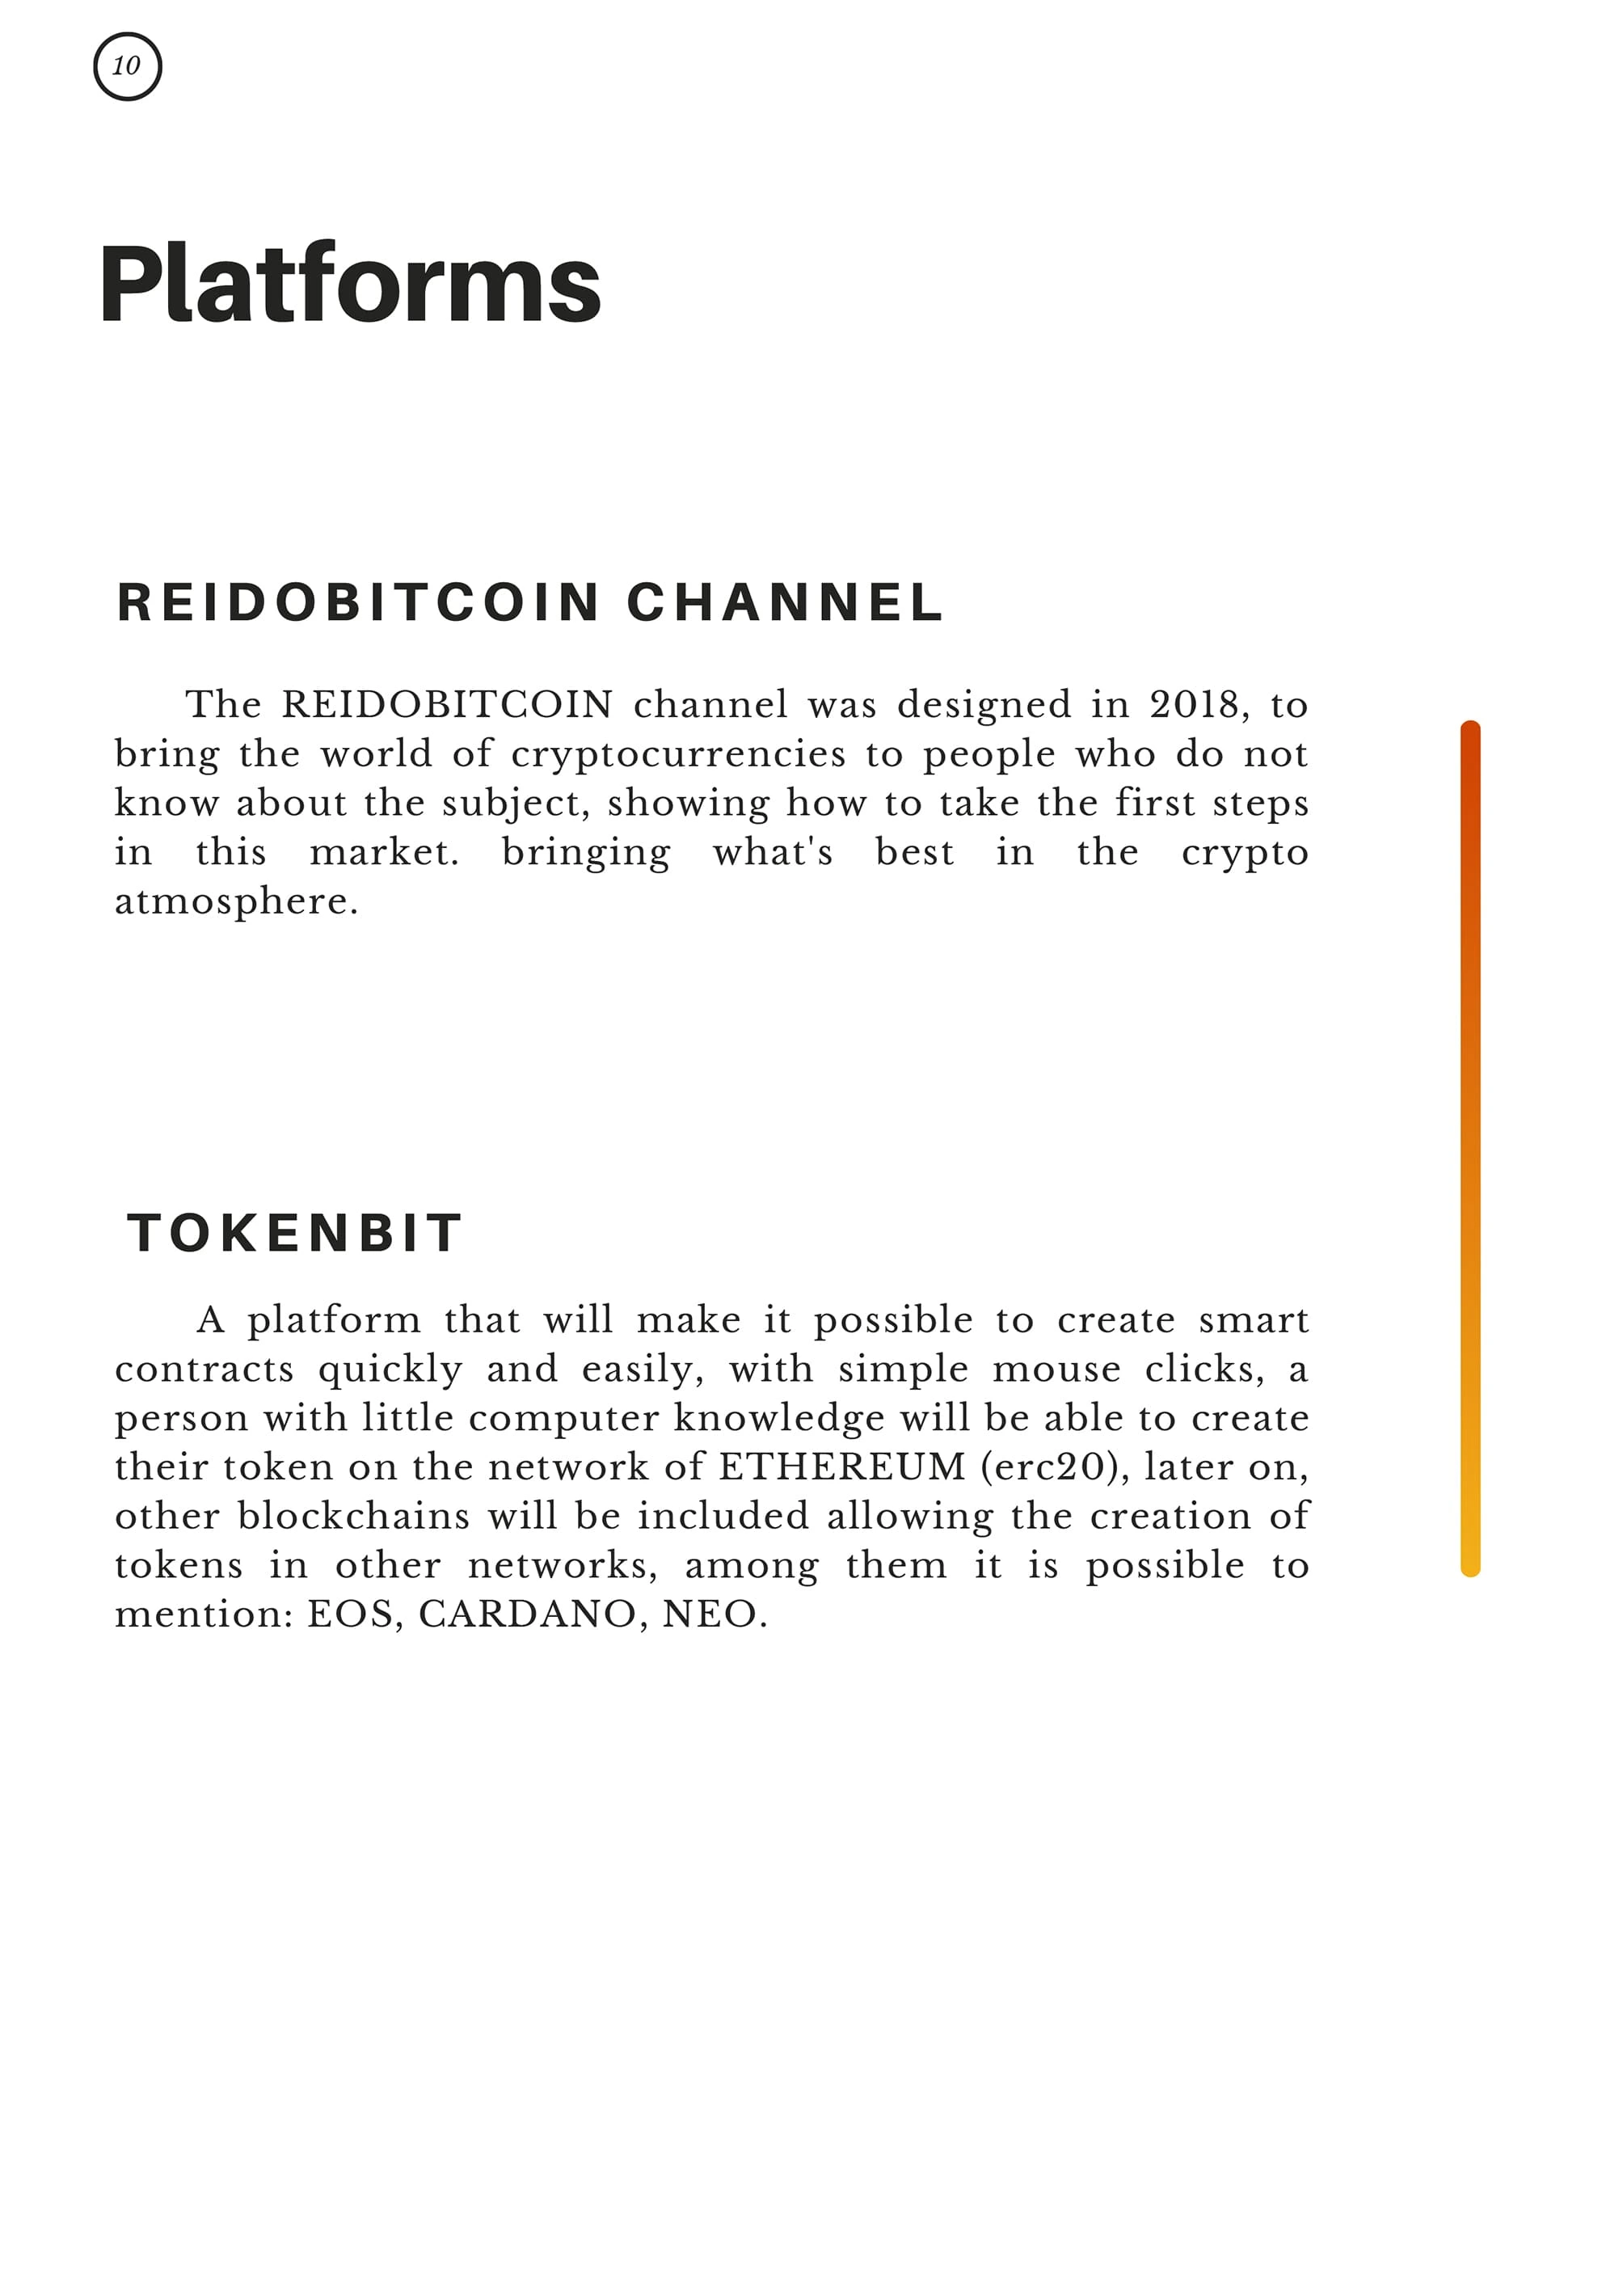 10
Platforms
REIDOBITCOIN CHANNEL
The REIDOBITCOIN channel was designed in 2018, to
bring the world of cryptocurrencies to people who do not
know about the subject, showing how to take the first steps
in this market. bringing what's best in the crypto
atmosphere.
TOKENBIT
A platform that will make it possible to create smart
contracts quickly and easily, with simple mouse clicks, a
person with little computer knowledge will be able to create
their token on the network of ETHEREUM (erc20), later on,
other blockchains will be included allowing the creation of
tokens in other networks, among them it is possible to
mention: EOS, CARDANO, NEO.